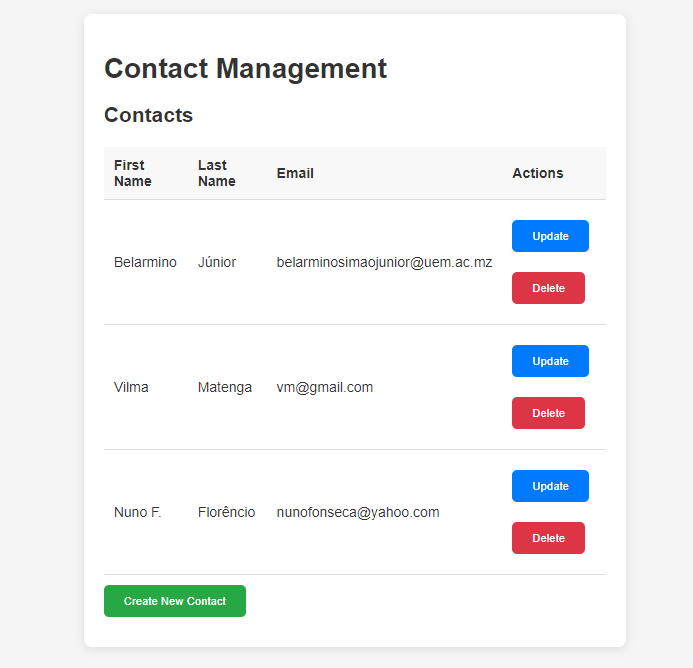 Contact Management
Contacts
First Name Last Name Email Actions
Belarmino Júnior belarminosimaojunior@uem.ac.mz Update
Delete
Vilma Matenga vm@gmail.com Update
Delete
Nuno F. Florêncio nunofonseca@yahoo.com Update
Delete
Create New Contact